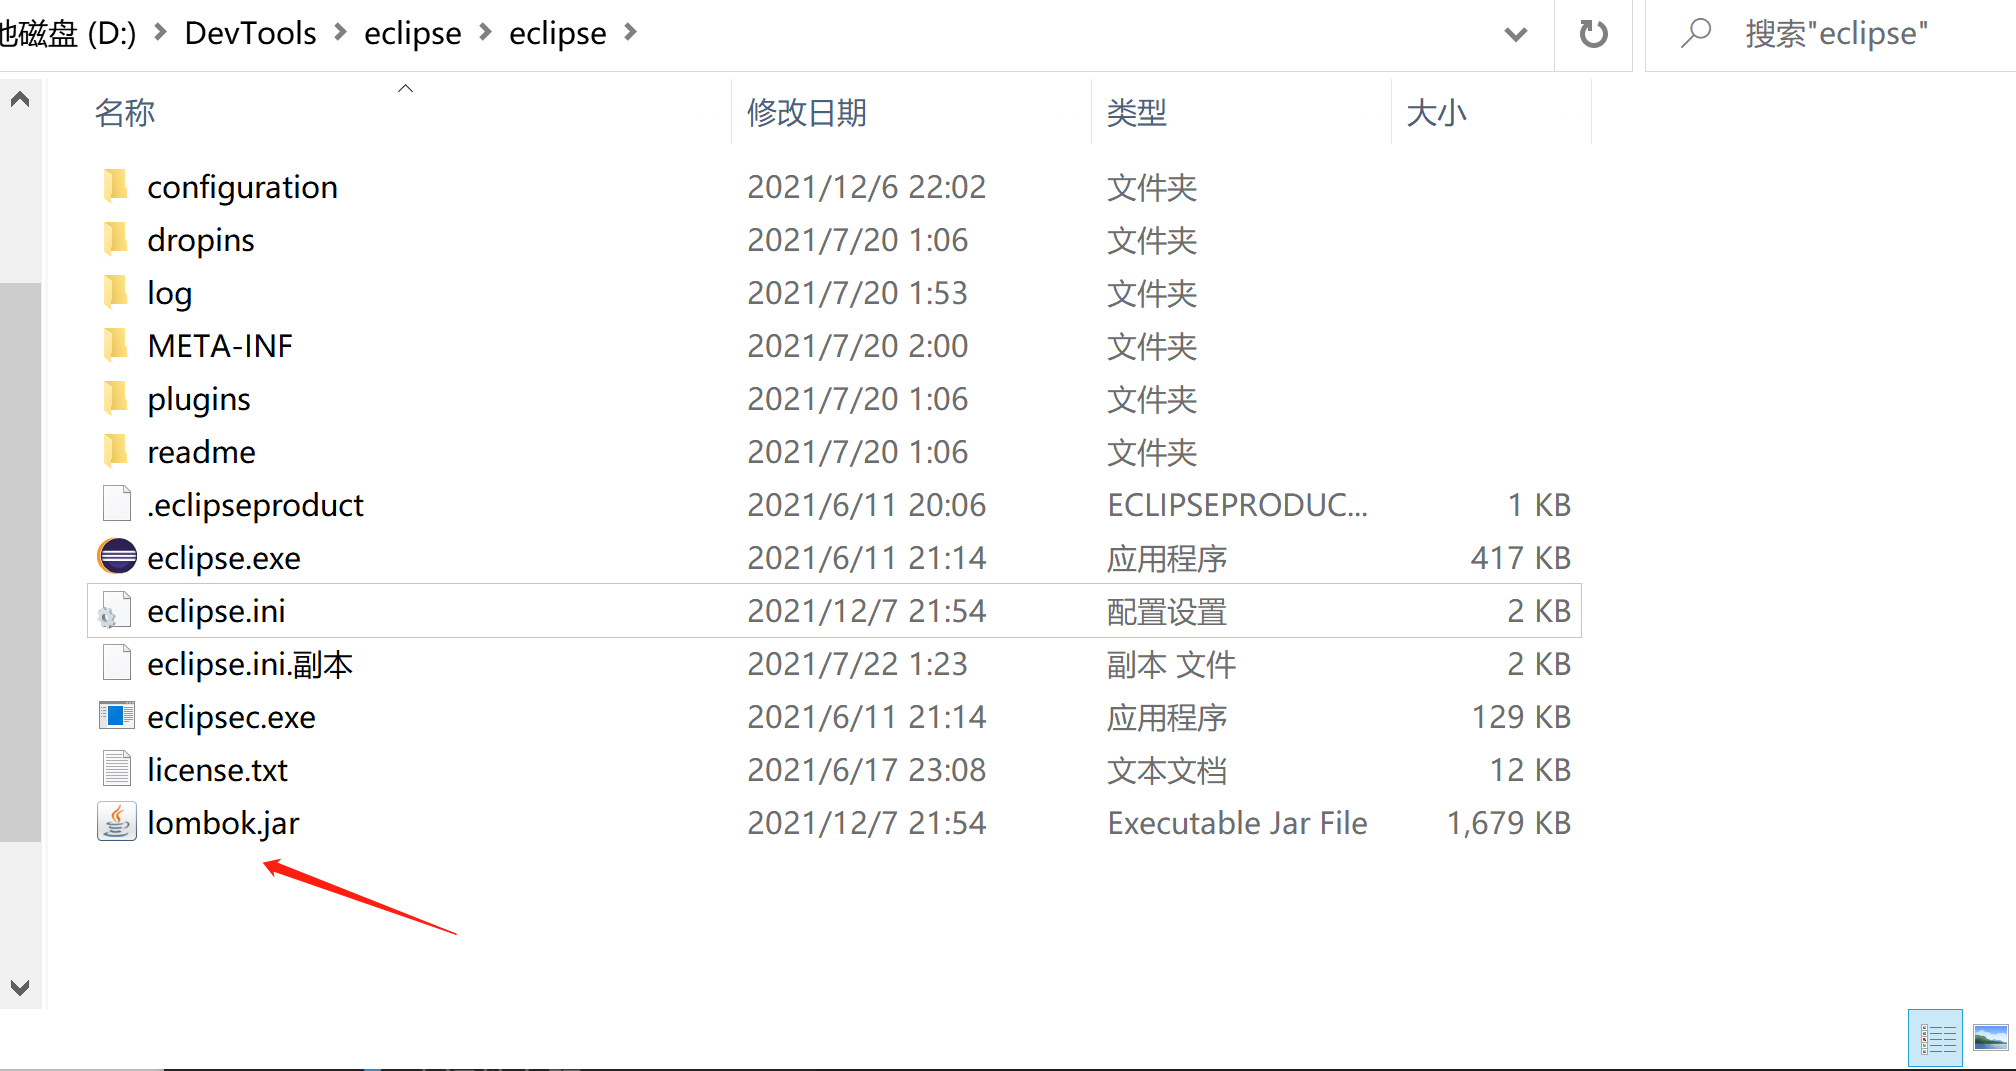 地磁盘 (D:) DevTools eclipse eclipse 搜索"eclipse"
名称 修改日期 类型 大小
configuration 2021/12/6 22:02 文件夹
dropins 2021/7/20 1:06 文件夹
log 2021/7/20 1:53 文件夹
META-INF 2021/7/20 2:00 文件夹
plugins 2021/7/20 1:06 文件夹
readme 2021/7/20 1:06 文件夹
.eclipseproduct 2021/6/11 20:06 ECLIPSEPRODUC... 1 KB
eclipse.exe 2021/6/11 21:14 应用程序 417 KB
eclipse.ini 2021/12/7 21:54 配置设置 2 KB
eclipse.ini.副本 2021/7/22 1:23 副本 文件 2 KB
eclipsec.exe 2021/6/11 21:14 应用程序 129 KB
license.txt 2021/6/17 23:08 文本文档 12 KB
lombok.jar 2021/12/7 21:54 Executable Jar File 1,679 KB